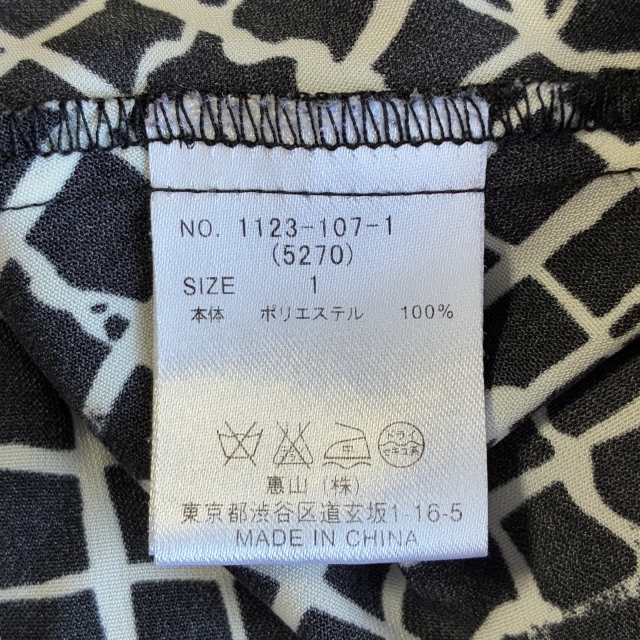 NO. 1123-107-1
(5270)
SIZE 1
本体 ポリエステル 100%
中 ドライ セキユ系
惠山(株)
東京都渋谷区道玄坂1-16-5
MADE IN CHINA